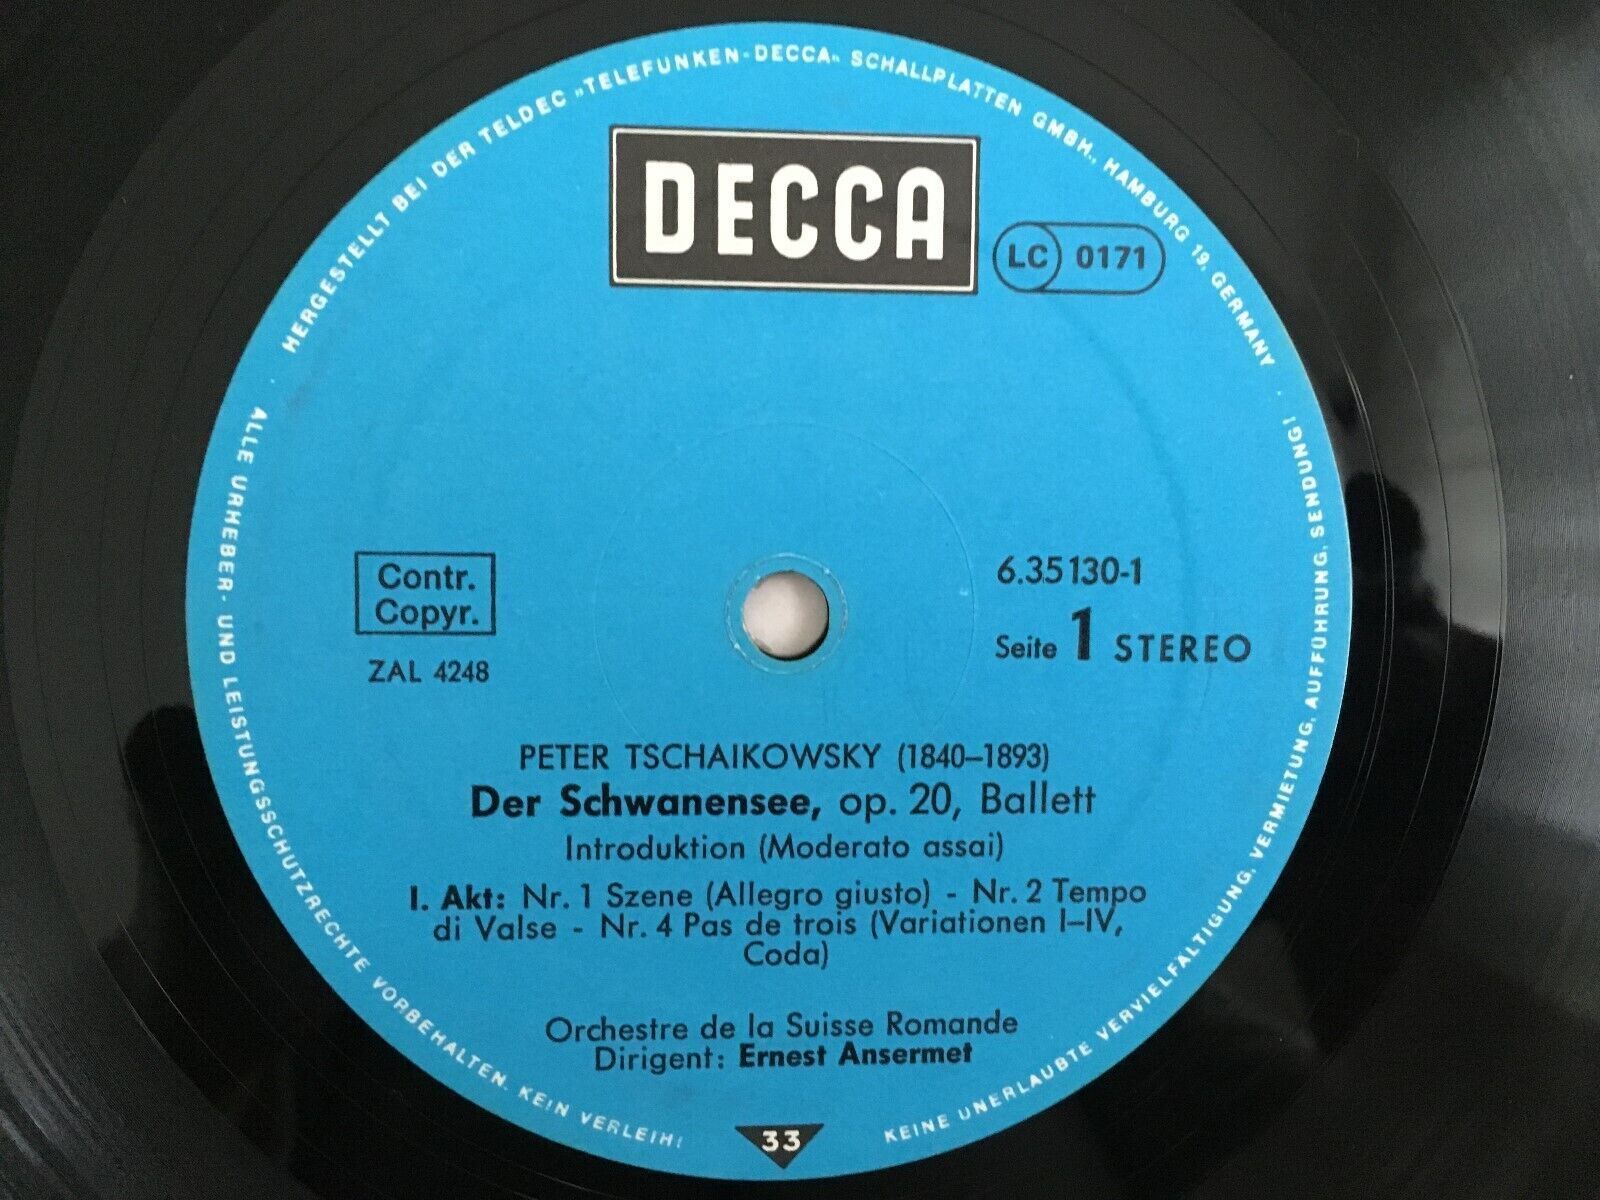 HERGESTELLT BEI DER TELDEC »TELEFUNKEN-DECCA« SCHALLPLATTEN GMBH., HAMBURG 19, GERMANY
DECCA
LC 0171
Contr.
Copyr.
ZAL 4248
6.35130-1
Seite 1 STEREO
PETER TSCHAIKOWSKY (1840–1893)
Der Schwanensee, op. 20, Ballett
Introduktion (Moderato assai)
I. Akt: Nr. 1 Szene (Allegro giusto) - Nr. 2 Tempo
di Valse - Nr. 4 Pas de trois (Variationen I–IV,
Coda)
Orchestre de la Suisse Romande
Dirigent: Ernest Ansermet
33
ALLE URHEBER- UND LEISTUNGSSCHUTZRECHTE VORBEHALTEN. KEIN VERLEIH!
KEINE UNERLAUBTE VERVIELFÄLTIGUNG, VERMIETUNG, AUFFÜHRUNG, SENDUNG!